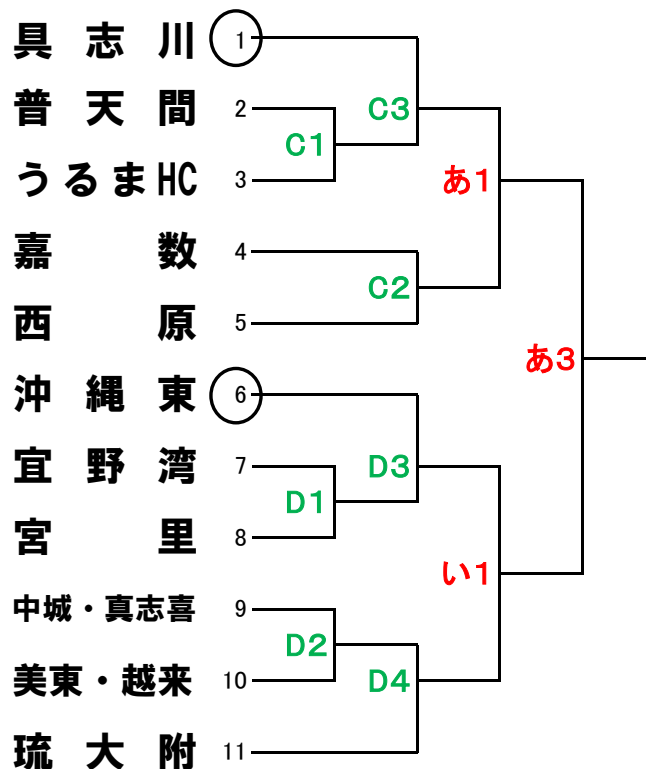 具志川 1
普天間 2
C1
C3
うるまHC 3
あ1
嘉数 4
C2
西原 5
あ3
沖縄東 6
宜野湾 7
D1
D3
宮里 8
い1
中城・真志喜 9
D2
美東・越来 10
D4
琉大附 11